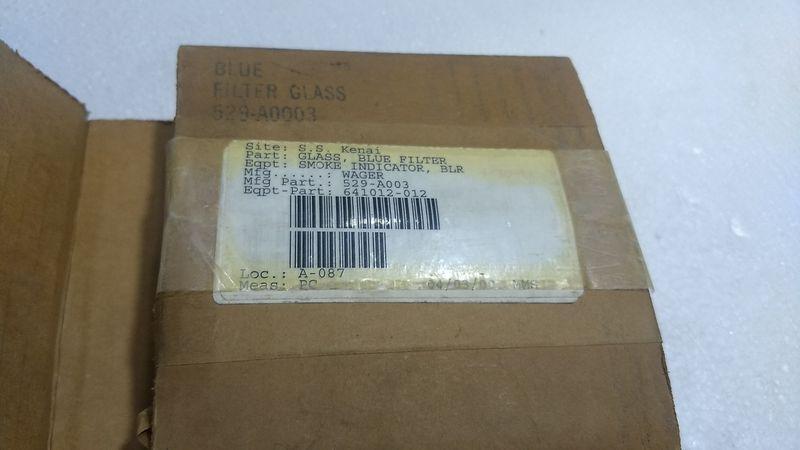 BLUE
FILTER GLASS
529-A0003
Site: S.S. Kenai
Part: GLASS, BLUE FILTER
Eqpt: SMOKE INDICATOR, BLR
Mfg......: WAGER
Mfg Part.: 529-A003
Eqpt-Part: 641012-012
Loc.: A-087
Meas: PC